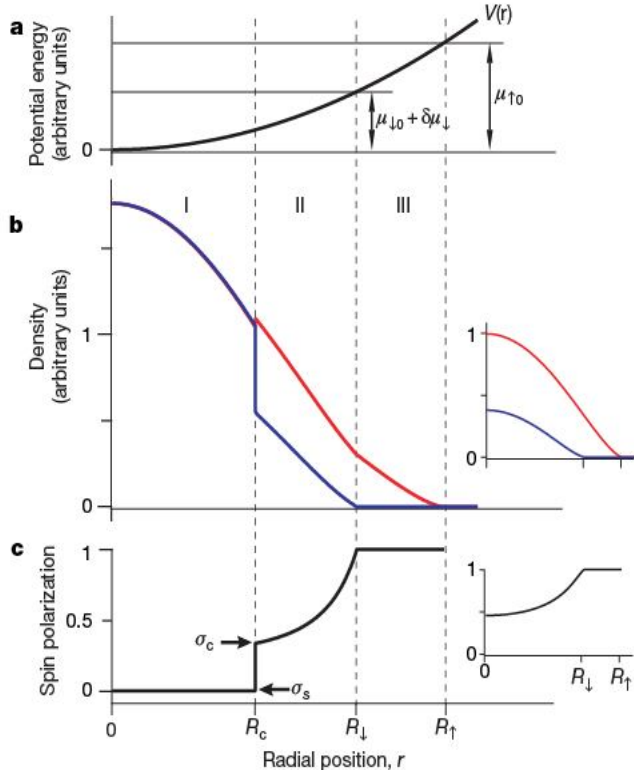 a
Potential energy
(arbitrary units)
0
V(r)
μ↓0 + δμ↓
μ↑0
b
I
II
III
Density
(arbitrary units)
1
0
1
0
c
Spin polarization
1
0.5
0
σc
σs
1
0
0
R↓
R↑
0
Rc
R↓
R↑
Radial position, r